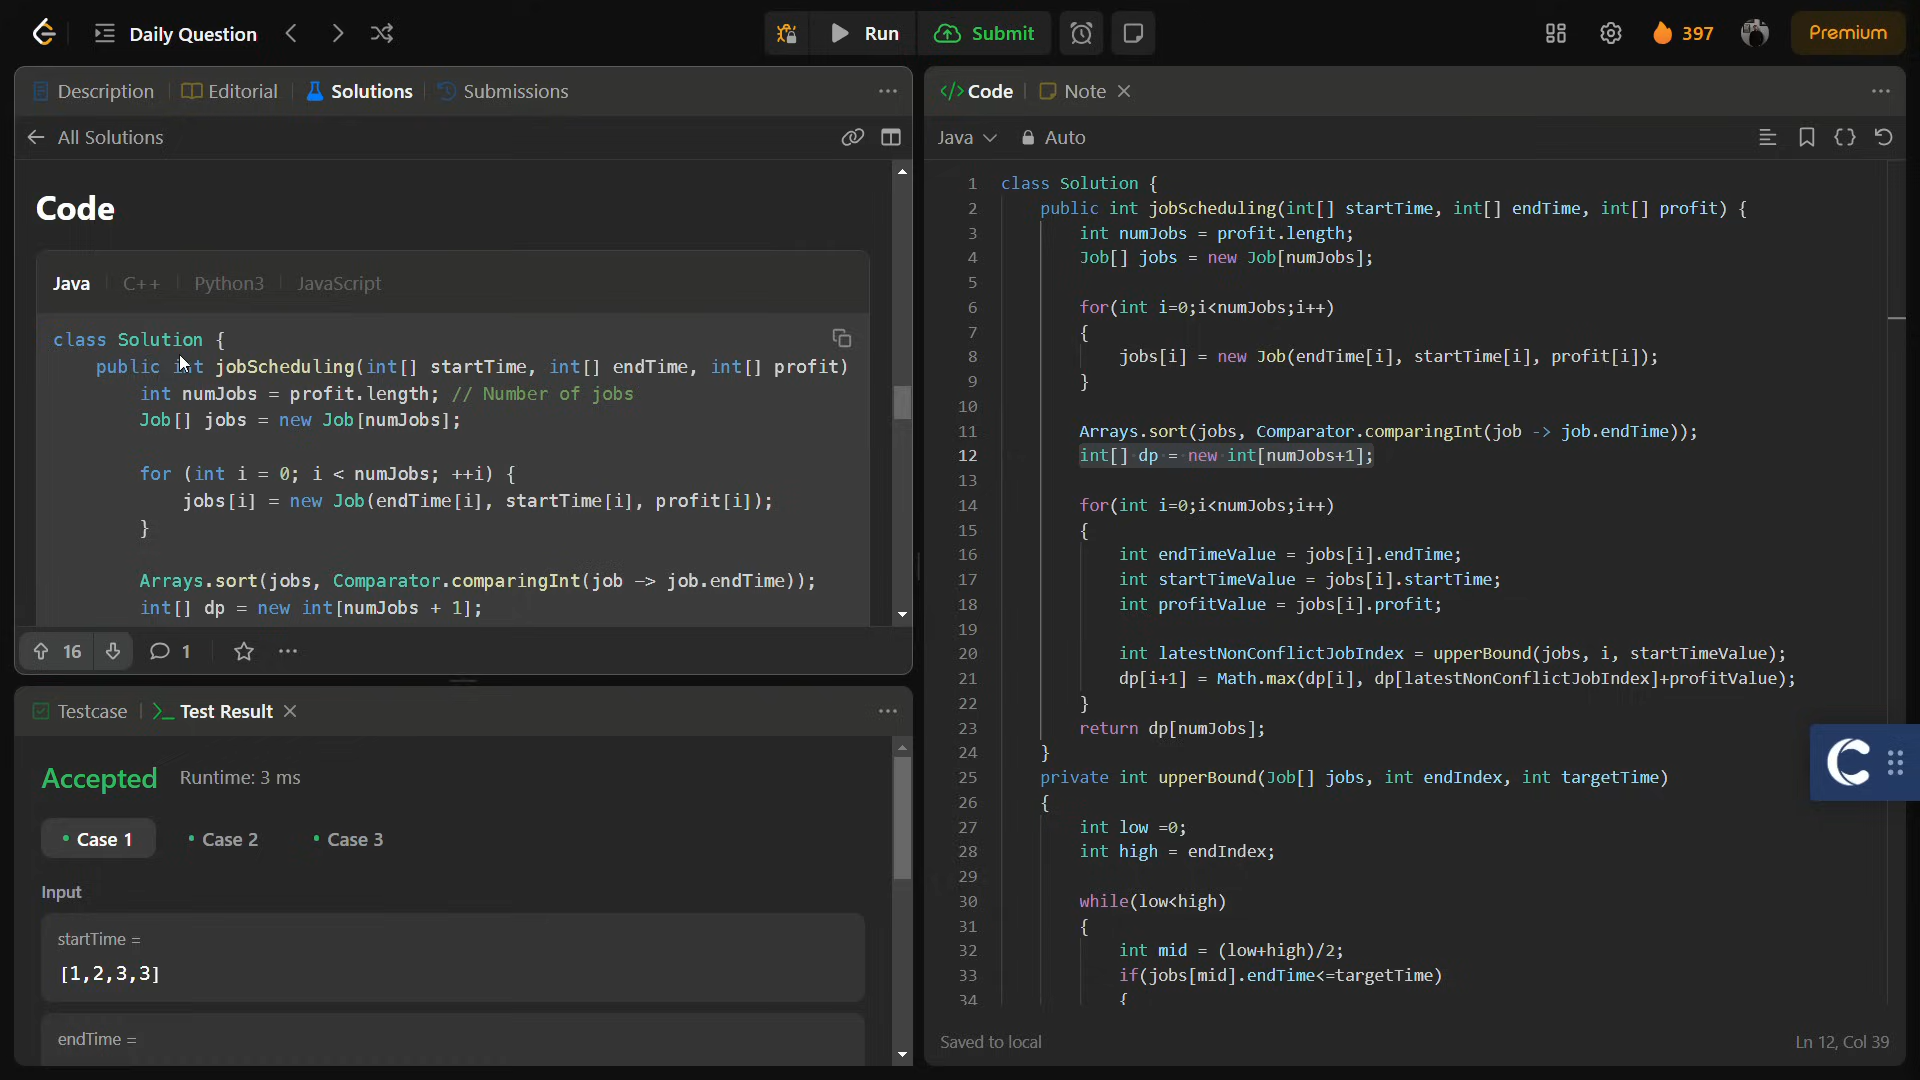 Daily Question
Run
Submit
397
Premium
Description
Editorial
Solutions
Submissions
All Solutions
Code
Java
C++
Python3
JavaScript
class Solution {
public int jobScheduling(int[] startTime, int[] endTime, int[] profit)
int numJobs = profit.length; // Number of jobs
Job[] jobs = new Job[numJobs];
for (int i = 0; i < numJobs; ++i) {
jobs[i] = new Job(endTime[i], startTime[i], profit[i]);
}
Arrays.sort(jobs, Comparator.comparingInt(job -> job.endTime));
int[] dp = new int[numJobs + 1];
16
1
Testcase
Test Result
Accepted
Runtime: 3 ms
Case 1
Case 2
Case 3
Input
startTime =
[1,2,3,3]
endTime =
Code
Note
Java
Auto
1 class Solution {
2 public int jobScheduling(int[] startTime, int[] endTime, int[] profit) {
3 int numJobs = profit.length;
4 Job[] jobs = new Job[numJobs];
5
6 for(int i=0;i<numJobs;i++)
7 {
8 jobs[i] = new Job(endTime[i], startTime[i], profit[i]);
9 }
10
11 Arrays.sort(jobs, Comparator.comparingInt(job -> job.endTime));
12 int[] dp = new int[numJobs+1];
13
14 for(int i=0;i<numJobs;i++)
15 {
16 int endTimeValue = jobs[i].endTime;
17 int startTimeValue = jobs[i].startTime;
18 int profitValue = jobs[i].profit;
19
20 int latestNonConflictJobIndex = upperBound(jobs, i, startTimeValue);
21 dp[i+1] = Math.max(dp[i], dp[latestNonConflictJobIndex]+profitValue);
22 }
23 return dp[numJobs];
24 }
25 private int upperBound(Job[] jobs, int endIndex, int targetTime)
26 {
27 int low =0;
28 int high = endIndex;
29
30 while(low<high)
31 {
32 int mid = (low+high)/2;
33 if(jobs[mid].endTime<=targetTime)
34 {
Saved to local
Ln 12, Col 39